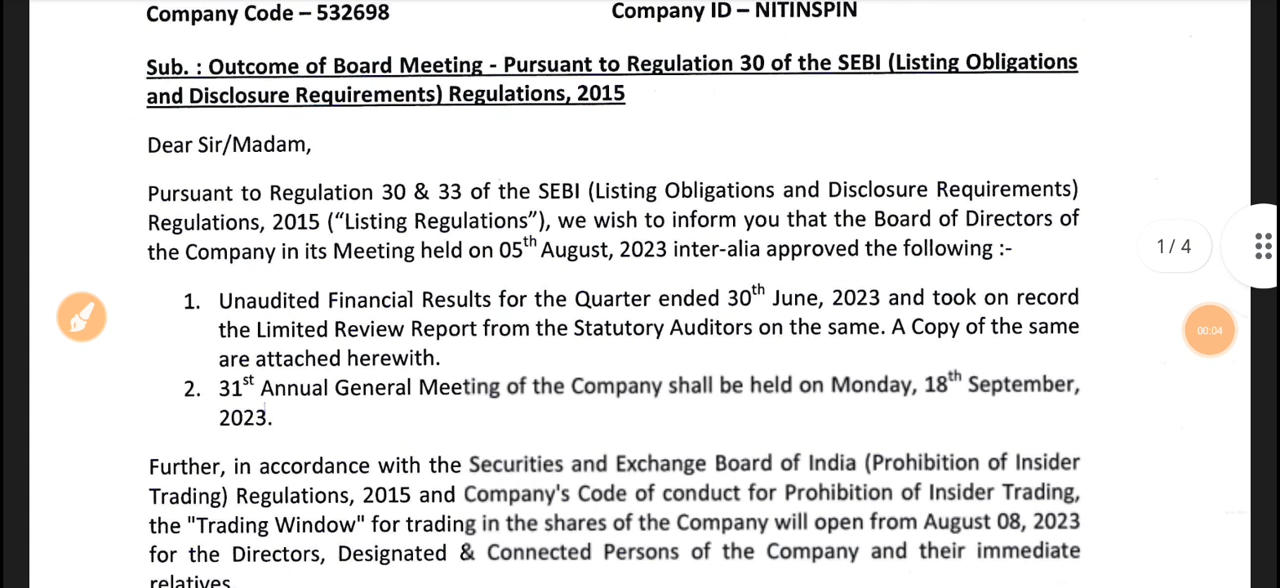 Company Code – 532698 Company ID – NITINSPIN
Sub. : Outcome of Board Meeting - Pursuant to Regulation 30 of the SEBI (Listing Obligations
and Disclosure Requirements) Regulations, 2015
Dear Sir/Madam,
Pursuant to Regulation 30 & 33 of the SEBI (Listing Obligations and Disclosure Requirements)
Regulations, 2015 (“Listing Regulations”), we wish to inform you that the Board of Directors of
the Company in its Meeting held on 05th August, 2023 inter-alia approved the following :-
1. Unaudited Financial Results for the Quarter ended 30th June, 2023 and took on record
the Limited Review Report from the Statutory Auditors on the same. A Copy of the same
are attached herewith.
2. 31st Annual General Meeting of the Company shall be held on Monday, 18th September,
2023.
Further, in accordance with the Securities and Exchange Board of India (Prohibition of Insider
Trading) Regulations, 2015 and Company's Code of conduct for Prohibition of Insider Trading,
the "Trading Window" for trading in the shares of the Company will open from August 08, 2023
for the Directors, Designated & Connected Persons of the Company and their immediate
relatives
1 / 4
00:04